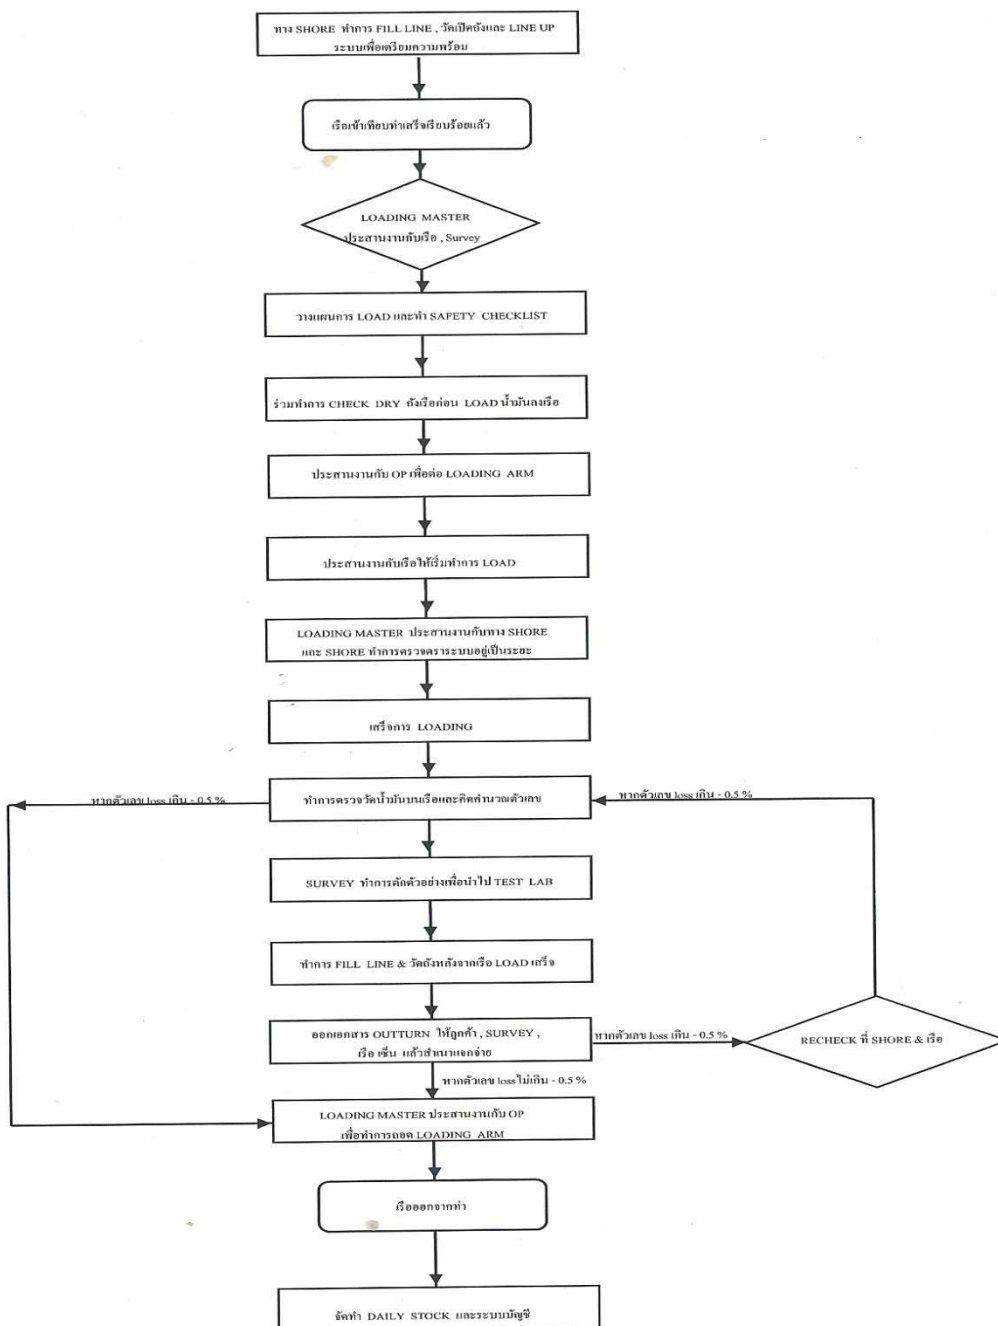 ทาง SHORE ทำการ FILL LINE , วัดเปิดถังและ LINE UP
ระบบเพื่อเตรียมความพร้อม
เรือเข้าเทียบท่าเสร็จเรียบร้อยแล้ว
LOADING MASTER
ประสานงานกับเรือ , Survey
วางแผนการ LOAD และทำ SAFETY CHECKLIST
ร่วมทำการ CHECK DRY ถังเรือก่อน LOAD น้ำมันลงเรือ
ประสานงานกับ OP เพื่อต่อ LOADING ARM
ประสานงานกับเรือให้เริ่มทำการ LOAD
LOADING MASTER ประสานงานกับทาง SHORE
และ SHORE ทำการตรวจตราระบบอยู่เป็นระยะ
เสร็จการ LOADING
หากตัวเลข loss เกิน - 0.5 %
ทำการตรวจวัดน้ำมันบนเรือและคิดคำนวณตัวเลข
หากตัวเลข loss เกิน - 0.5 %
SURVEY ทำการตักตัวอย่างเพื่อนำไป TEST LAB
ทำการ FILL LINE & วัดถังหลังจากเรือ LOAD เสร็จ
ออกเอกสาร OUTTURN ให้ลูกค้า , SURVEY ,
เรือ เซ็น แล้วสำเนาแจกจ่าย
หากตัวเลข loss เกิน - 0.5 %
RECHECK ที่ SHORE & เรือ
หากตัวเลข loss ไม่เกิน - 0.5 %
LOADING MASTER ประสานงานกับ OP
เพื่อทำการถอด LOADING ARM
เรือออกจากท่า
จัดทำ DAILY STOCK และระบบบัญชี